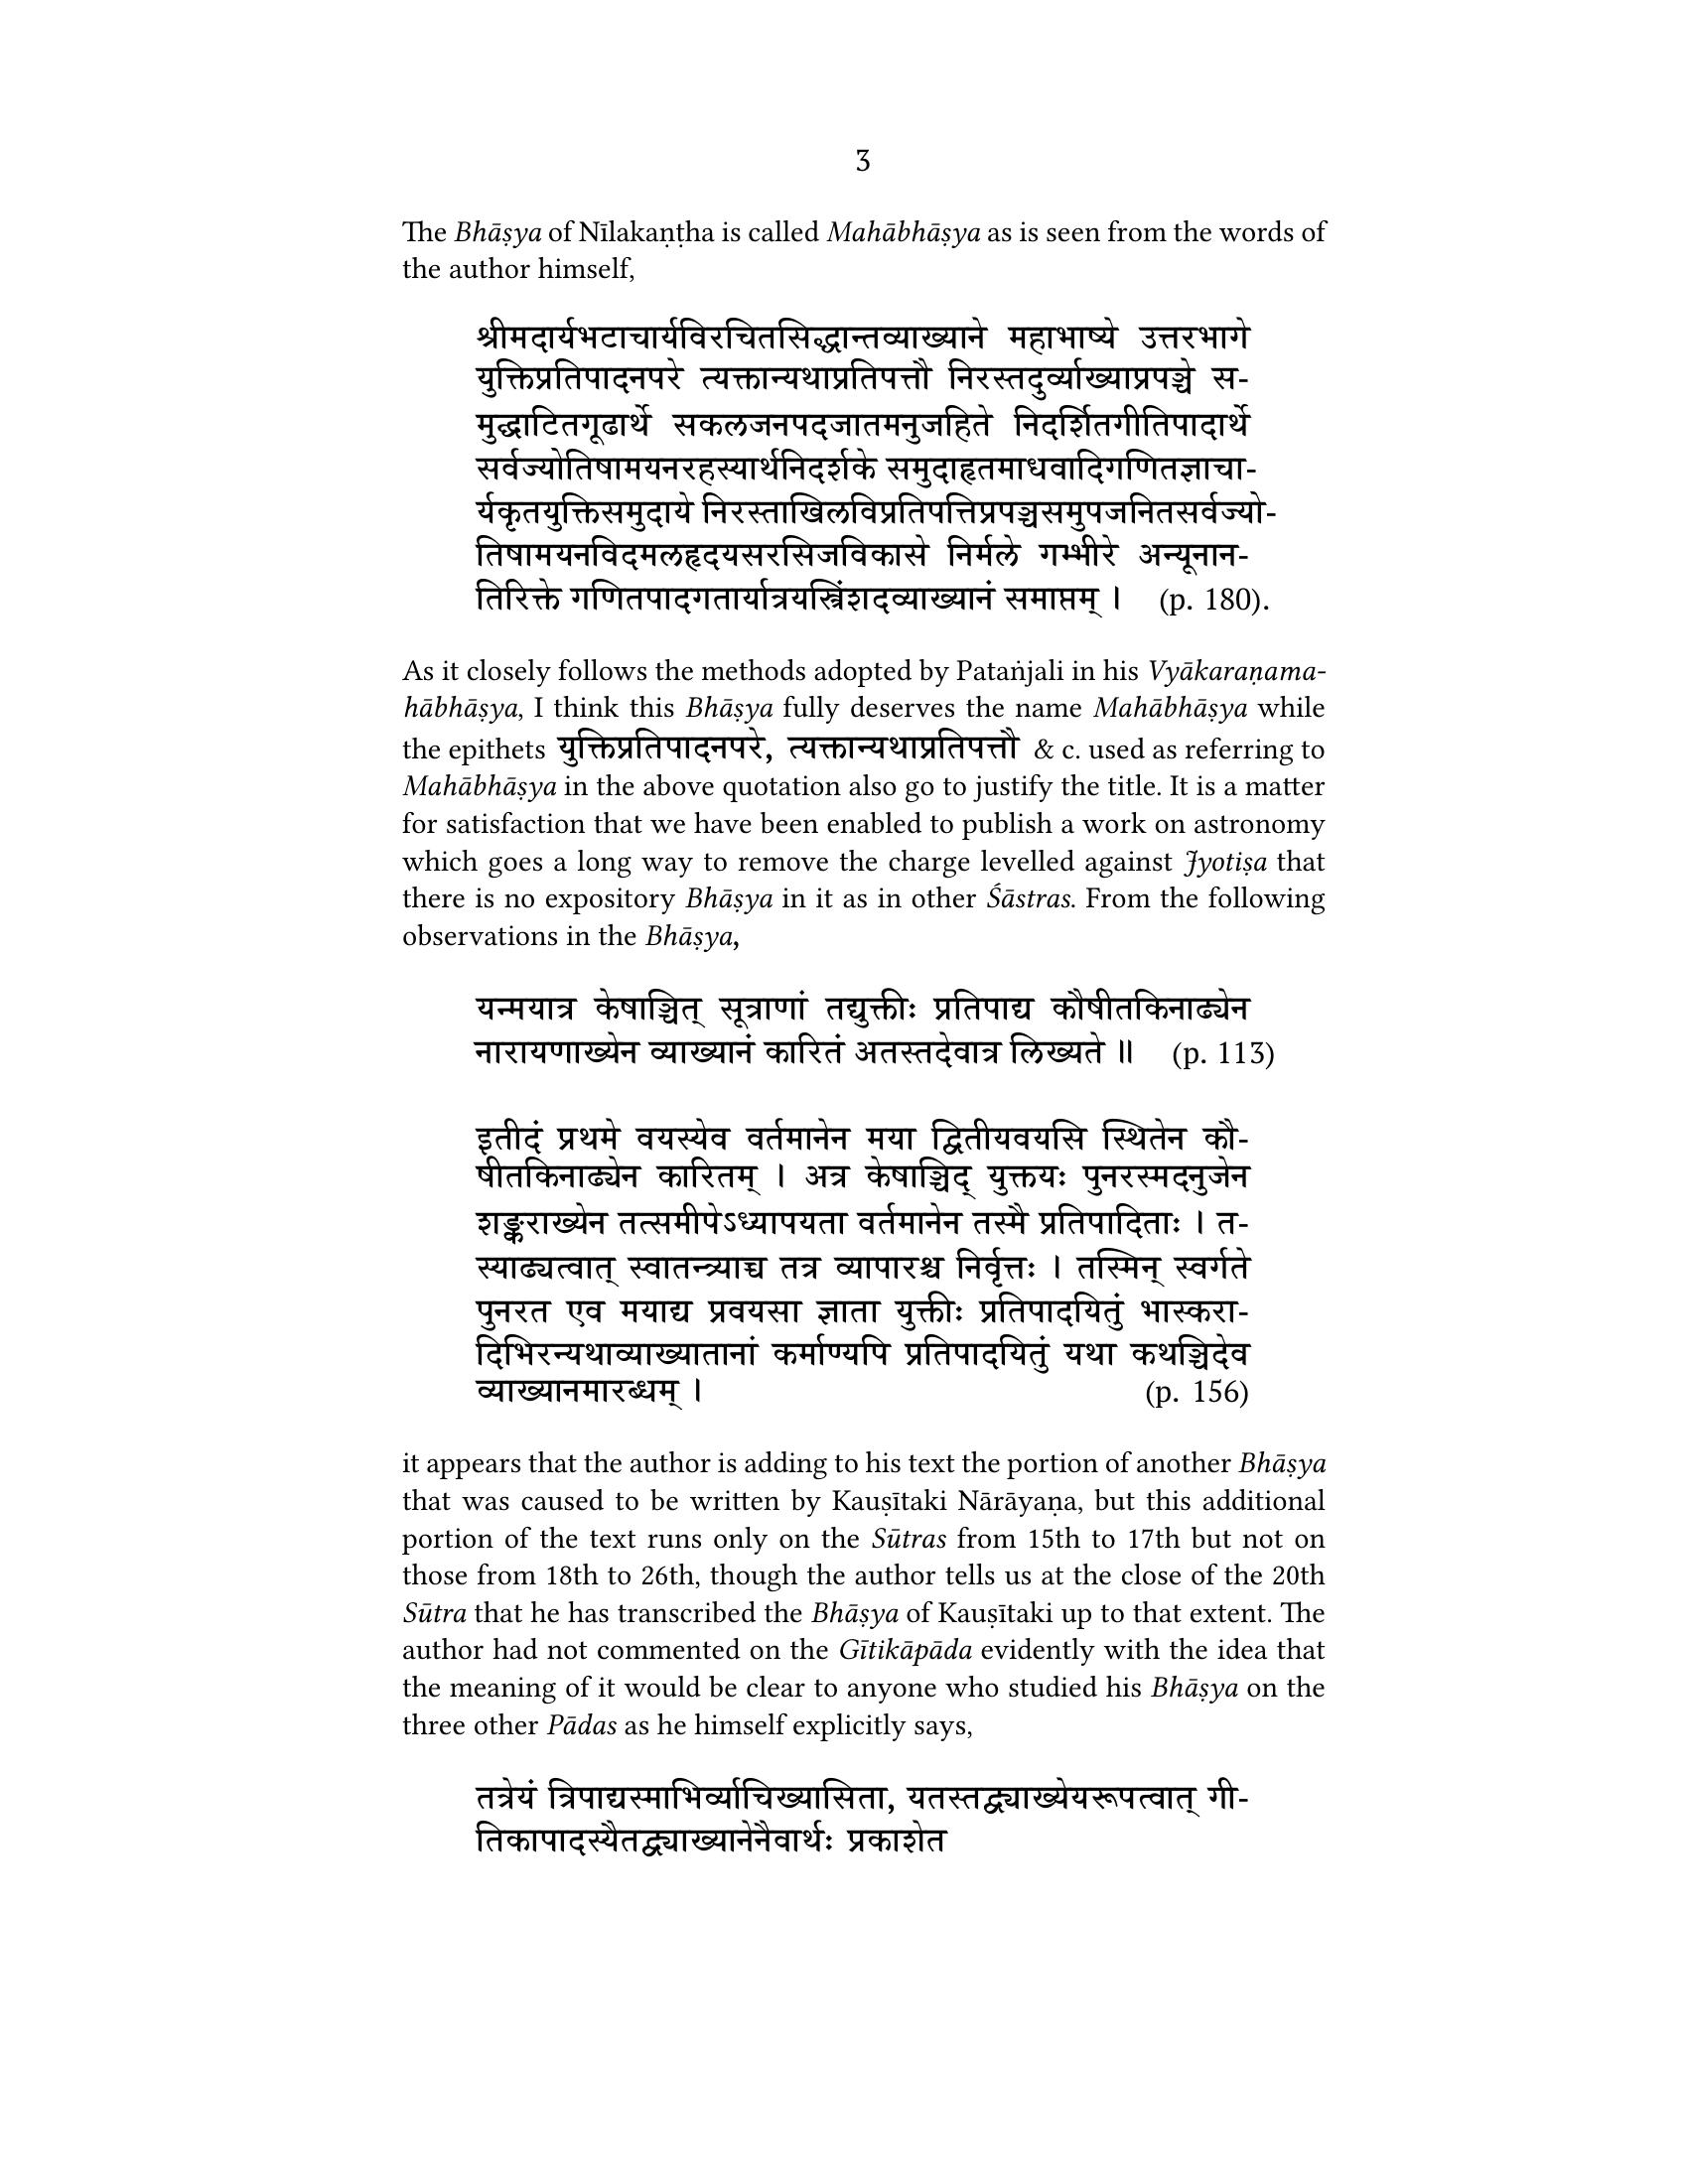 3
The Bhāṣya of Nīlakaṇṭha is called Mahābhāṣya as is seen from the words of
the author himself,
श्रीमदार्यभटाचार्यविरचितसिद्धान्तव्याख्याने महाभाष्ये उत्तरभागे
युक्तिप्रतिपादनपरे त्यक्तान्यथाप्रतिपत्तौ निरस्तदुर्व्याख्याप्रपञ्चे स-
मुद्धाटितगूढार्थे सकलजनपदजातमनुजहिते निदर्शितगीतिपादार्थे
सर्वज्योतिषामयनरहस्यार्थनिदर्शके समुदाहृतमाधवादिगणितज्ञाचा-
र्यकृतयुक्तिसमुदाये निरस्ताखिलविप्रतिपत्तिप्रपञ्चसमुपजनितसर्वज्यो-
तिषामयनविदमलहृदयसरसिजविकासे निर्मले गम्भीरे अन्यूनान-
तिरिक्ते गणितपादगतार्यात्रयस्त्रिंशदव्याख्यानं समाप्तम् । (p. 180).
As it closely follows the methods adopted by Pataṅjali in his Vyākaraṇama-
hābhāṣya, I think this Bhāṣya fully deserves the name Mahābhāṣya while
the epithets युक्तिप्रतिपादनपरे, त्यक्तान्यथाप्रतिपत्तौ & c. used as referring to
Mahābhāṣya in the above quotation also go to justify the title. It is a matter
for satisfaction that we have been enabled to publish a work on astronomy
which goes a long way to remove the charge levelled against Jyotiṣa that
there is no expository Bhāṣya in it as in other Śāstras. From the following
observations in the Bhāṣya,
यन्मयात्र केषाञ्चित् सूत्राणां तद्युक्तीः प्रतिपाद्य कौषीतकिनाढ्येन
नारायणाख्येन व्याख्यानं कारितं अतस्तदेवात्र लिख्यते ॥ (p. 113)
इतीदं प्रथमे वयस्येव वर्तमानेन मया द्वितीयवयसि स्थितेन कौ-
षीतकिनाढ्येन कारितम् । अत्र केषाञ्चिद् युक्तयः पुनरस्मदनुजेन
शङ्कराख्येन तत्समीपेऽध्यापयता वर्तमानेन तस्मै प्रतिपादिताः । त-
स्याढ्यत्वात् स्वातन्त्र्याच्च तत्र व्यापारश्च निर्वृत्तः । तस्मिन् स्वर्गते
पुनरत एव मयाद्य प्रवयसा ज्ञाता युक्तीः प्रतिपादयितुं भास्करा-
दिभिरन्यथाव्याख्यातानां कर्माण्यपि प्रतिपादयितुं यथा कथञ्चिदेव
व्याख्यानमारब्धम् । (p. 156)
it appears that the author is adding to his text the portion of another Bhāṣya
that was caused to be written by Kauṣītaki Nārāyaṇa, but this additional
portion of the text runs only on the Sūtras from 15th to 17th but not on
those from 18th to 26th, though the author tells us at the close of the 20th
Sūtra that he has transcribed the Bhāṣya of Kauṣītaki up to that extent. The
author had not commented on the Gītikāpāda evidently with the idea that
the meaning of it would be clear to anyone who studied his Bhāṣya on the
three other Pādas as he himself explicitly says,
तत्रेयं त्रिपाद्यस्माभिर्व्याचिख्यासिता, यतस्तद्व्याख्येयरूपत्वात् गी-
तिकापादस्यैतद्व्याख्यानेनैवार्थः प्रकाशेत